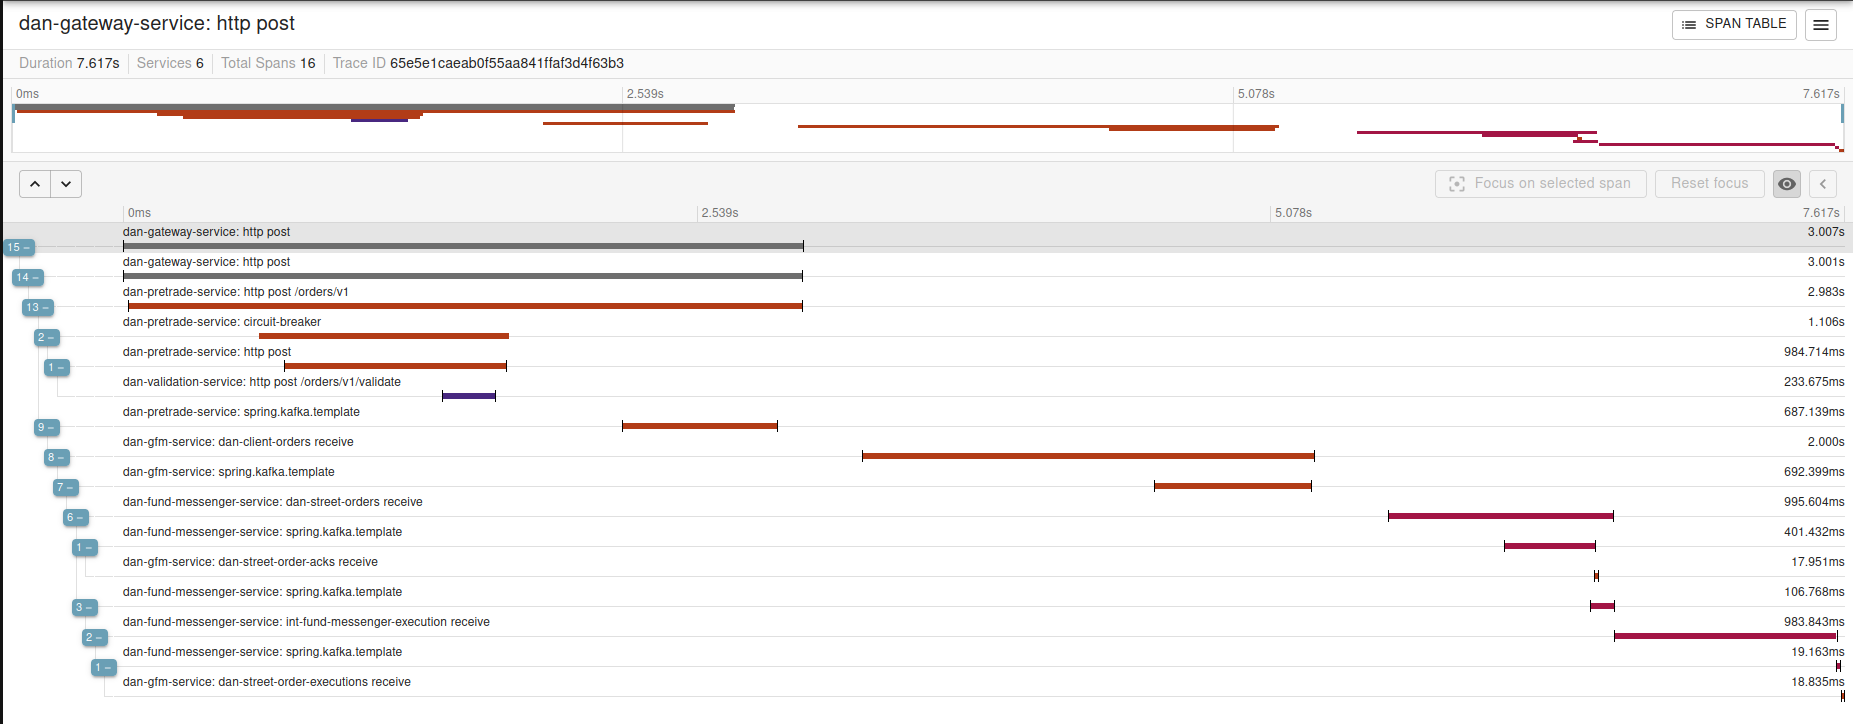 dan-gateway-service: http post
SPAN TABLE
Duration 7.617s Services 6 Total Spans 16 Trace ID 65e5e1caeab0f55aa841ffaf3d4f63b3
0ms 2.539s 5.078s 7.617s
Focus on selected span Reset focus
0ms 2.539s 5.078s 7.617s
dan-gateway-service: http post 3.007s
15 –
dan-gateway-service: http post 3.001s
14 –
dan-pretrade-service: http post /orders/v1 2.983s
13 –
dan-pretrade-service: circuit-breaker 1.106s
2 –
dan-pretrade-service: http post 984.714ms
1 –
dan-validation-service: http post /orders/v1/validate 233.675ms
dan-pretrade-service: spring.kafka.template 687.139ms
9 –
dan-gfm-service: dan-client-orders receive 2.000s
8 –
dan-gfm-service: spring.kafka.template 692.399ms
7 –
dan-fund-messenger-service: dan-street-orders receive 995.604ms
6 –
dan-fund-messenger-service: spring.kafka.template 401.432ms
1 –
dan-gfm-service: dan-street-order-acks receive 17.951ms
dan-fund-messenger-service: spring.kafka.template 106.768ms
3 –
dan-fund-messenger-service: int-fund-messenger-execution receive 983.843ms
2 –
dan-fund-messenger-service: spring.kafka.template 19.163ms
1 –
dan-gfm-service: dan-street-order-executions receive 18.835ms